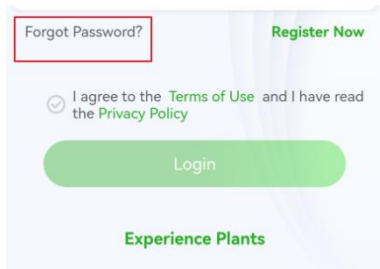 Forgot Password? Register Now
I agree to the Terms of Use and I have read
the Privacy Policy
Login
Experience Plants